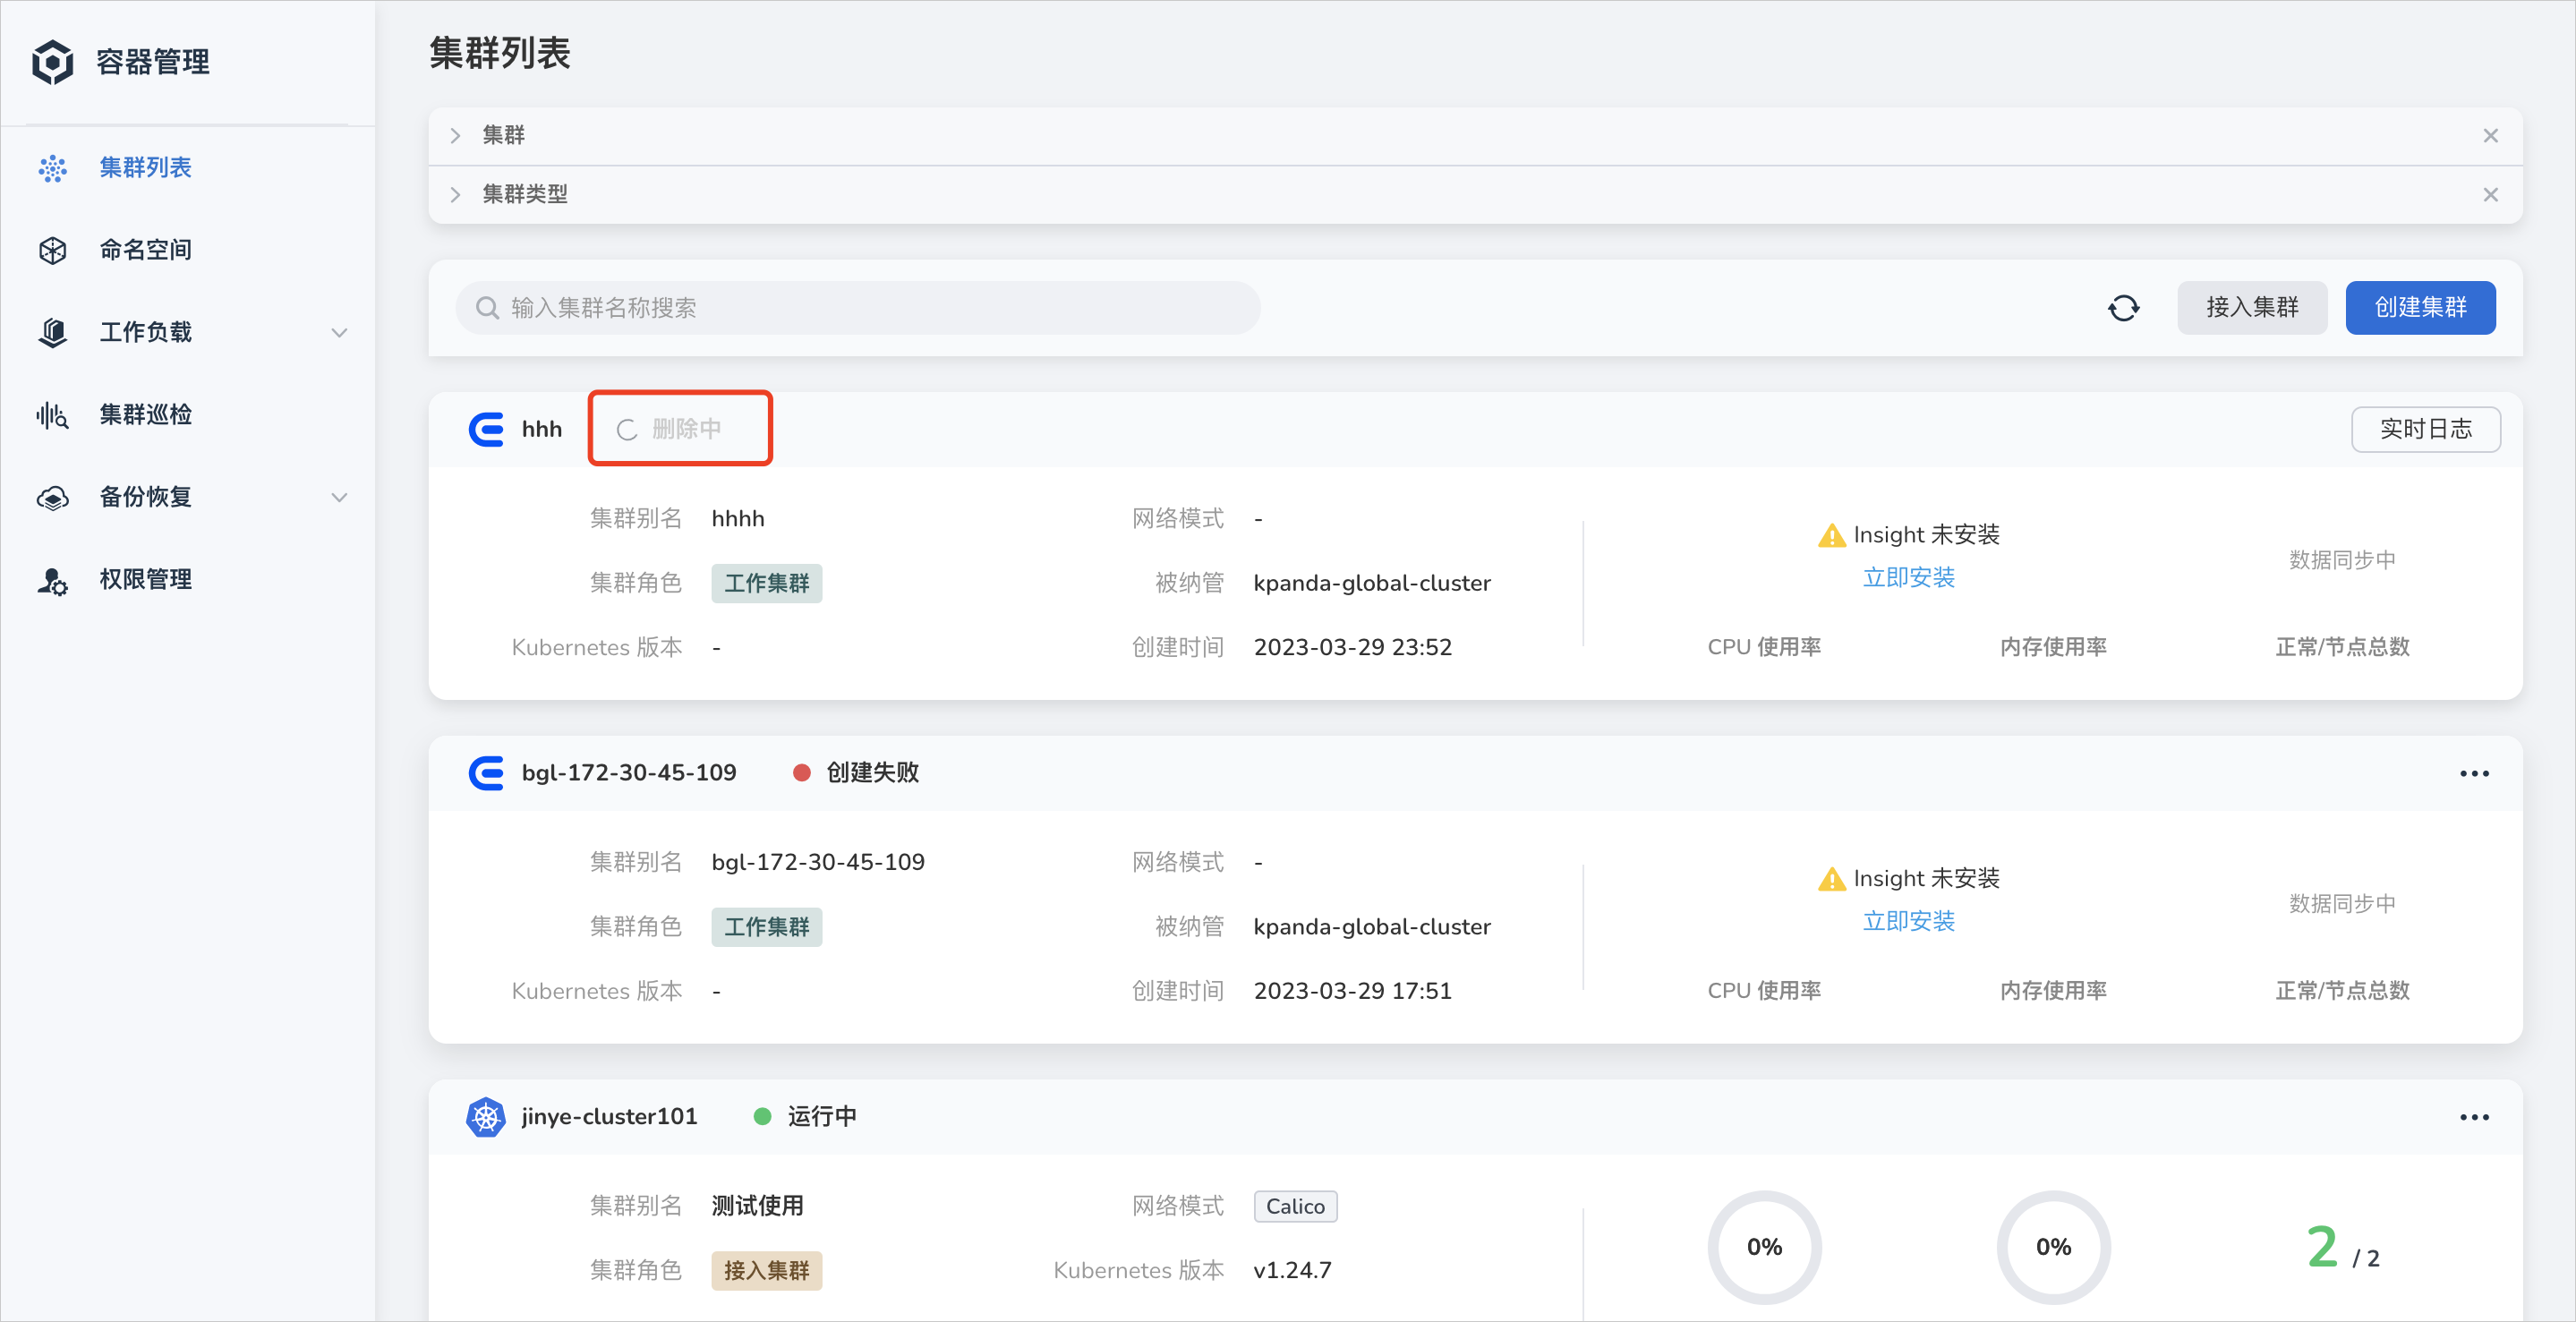 容器管理
集群列表
命名空间
工作负载
集群巡检
备份恢复
权限管理
集群列表
集群
集群类型
输入集群名称搜索
接入集群
创建集群
hhh
删除中
实时日志
集群别名 hhhh
网络模式 -
集群角色 工作集群
被纳管 kpanda-global-cluster
Kubernetes 版本 -
创建时间 2023-03-29 23:52
Insight 未安装
立即安装
数据同步中
CPU 使用率
内存使用率
正常/节点总数
bgl-172-30-45-109
创建失败
集群别名 bgl-172-30-45-109
网络模式 -
集群角色 工作集群
被纳管 kpanda-global-cluster
Kubernetes 版本 -
创建时间 2023-03-29 17:51
Insight 未安装
立即安装
数据同步中
CPU 使用率
内存使用率
正常/节点总数
jinye-cluster101
运行中
集群别名 测试使用
网络模式 Calico
集群角色 接入集群
Kubernetes 版本 v1.24.7
0%
0%
2 / 2